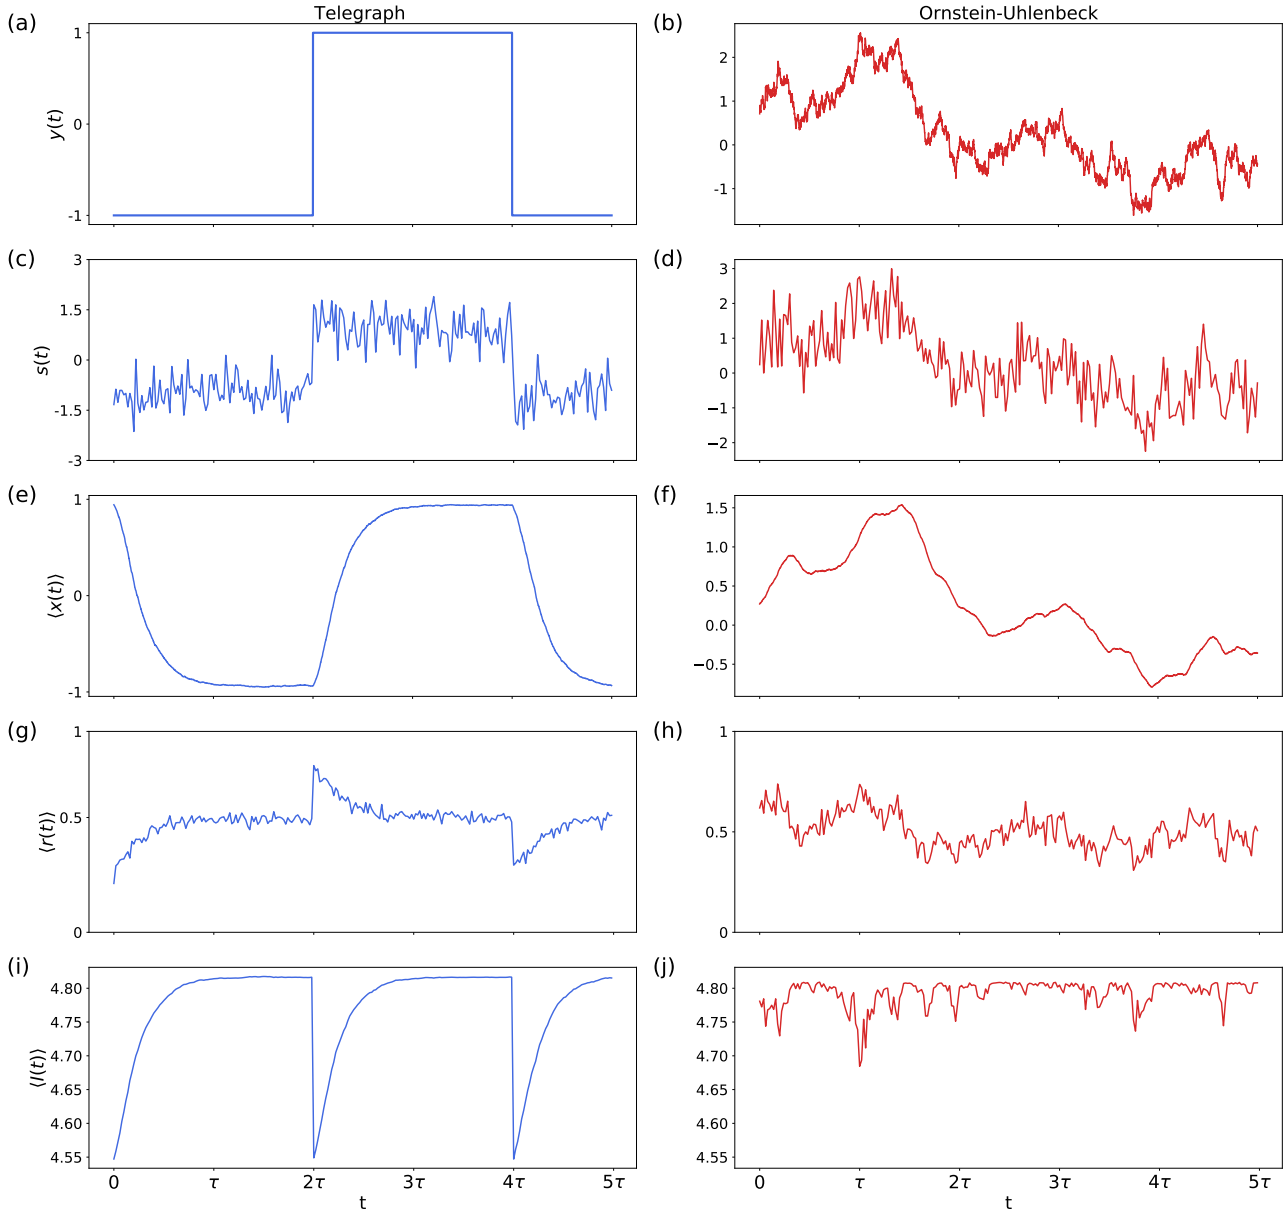 Telegraph
Ornstein-Uhlenbeck
(a)
y(t)
1
0
-1
(b)
2
1
0
-1
(c)
s(t)
3
1.5
0
-1.5
-3
(d)
3
2
1
0
−1
−2
(e)
⟨x(t)⟩
1
0
-1
(f)
1.5
1.0
0.5
0.0
−0.5
(g)
⟨r(t)⟩
1
0.5
0
(h)
1
0.5
0
(i)
⟨I(t)⟩
4.80
4.75
4.70
4.65
4.60
4.55
0 τ 2τ 3τ 4τ 5τ
t
(j)
4.80
4.75
4.70
4.65
4.60
4.55
0 τ 2τ 3τ 4τ 5τ
t